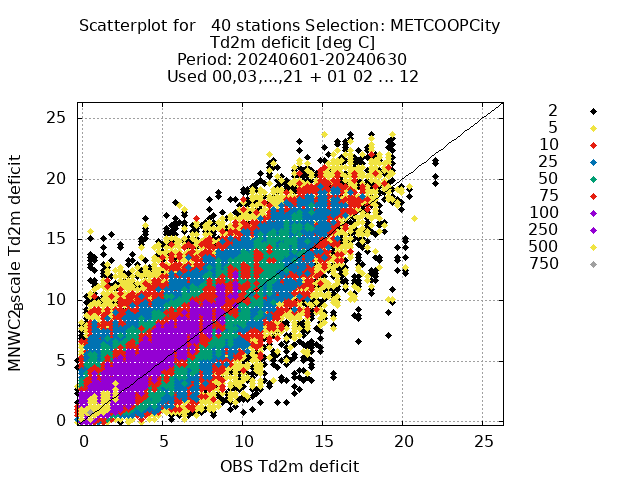 Scatterplot for   40 stations Selection: METCOOPCity
Td2m deficit [deg C]
Period: 20240601-20240630
Used 00,03,...,21 + 01 02 ... 12
MNWC2gscale Td2m deficit
25
20
15
10
5
0
0 5 10 15 20 25
OBS Td2m deficit
2
5
10
25
50
75
100
250
500
750